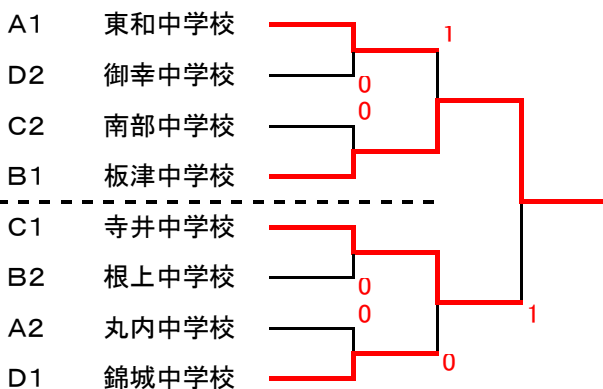 A1 東和中学校
1
D2 御幸中学校
0
0
C2 南部中学校
B1 板津中学校
C1 寺井中学校
B2 根上中学校
0
0
1
A2 丸内中学校
0
D1 錦城中学校